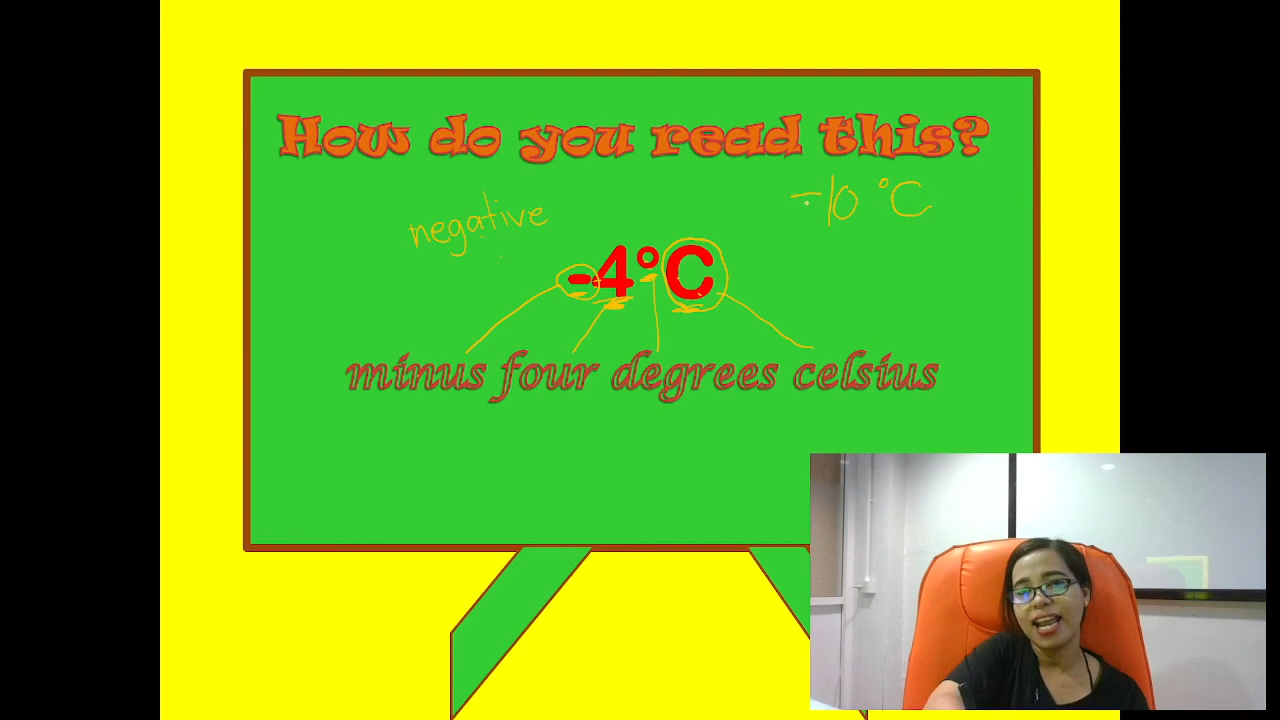 How do you read this?
-10 °C
negative
-4°C
minus four degrees celsius